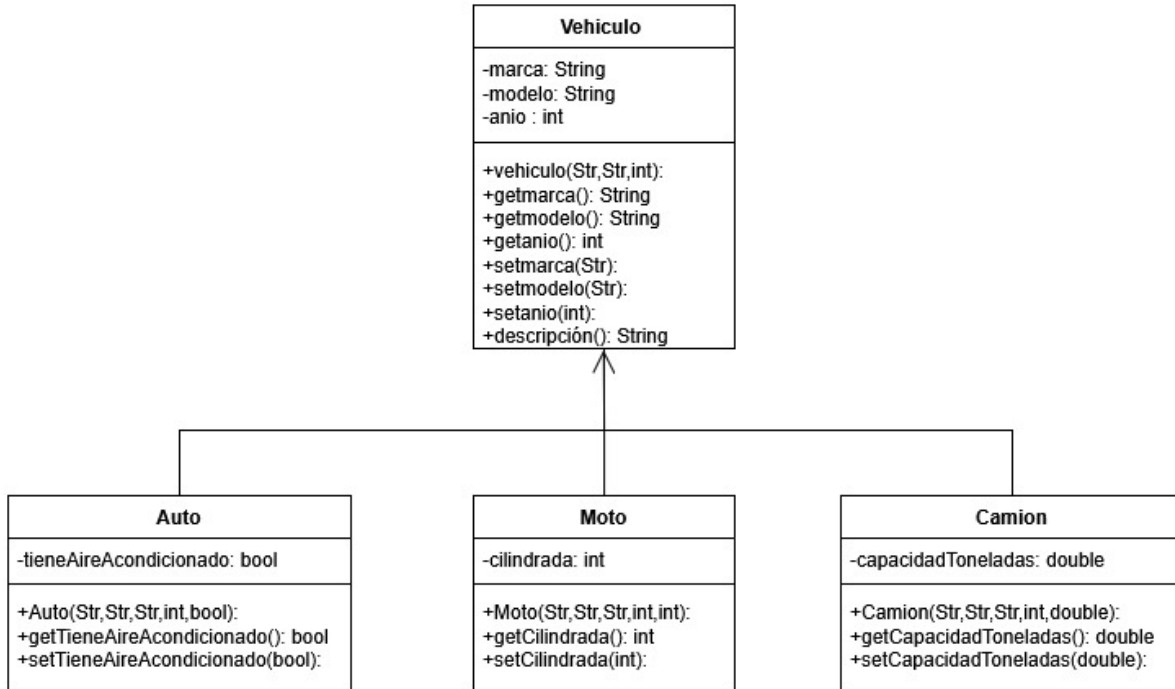 Vehiculo
-marca: String
-modelo: String
-anio : int
+vehiculo(Str,Str,int):
+getmarca(): String
+getmodelo(): String
+getanio(): int
+setmarca(Str):
+setmodelo(Str):
+setanio(int):
+descripción(): String
Auto
-tieneAireAcondicionado: bool
+Auto(Str,Str,Str,int,bool):
+getTieneAireAcondicionado(): bool
+setTieneAireAcondicionado(bool):
Moto
-cilindrada: int
+Moto(Str,Str,Str,int,int):
+getCilindrada(): int
+setCilindrada(int):
Camion
-capacidadToneladas: double
+Camion(Str,Str,Str,int,double):
+getCapacidadToneladas(): double
+setCapacidadToneladas(double):